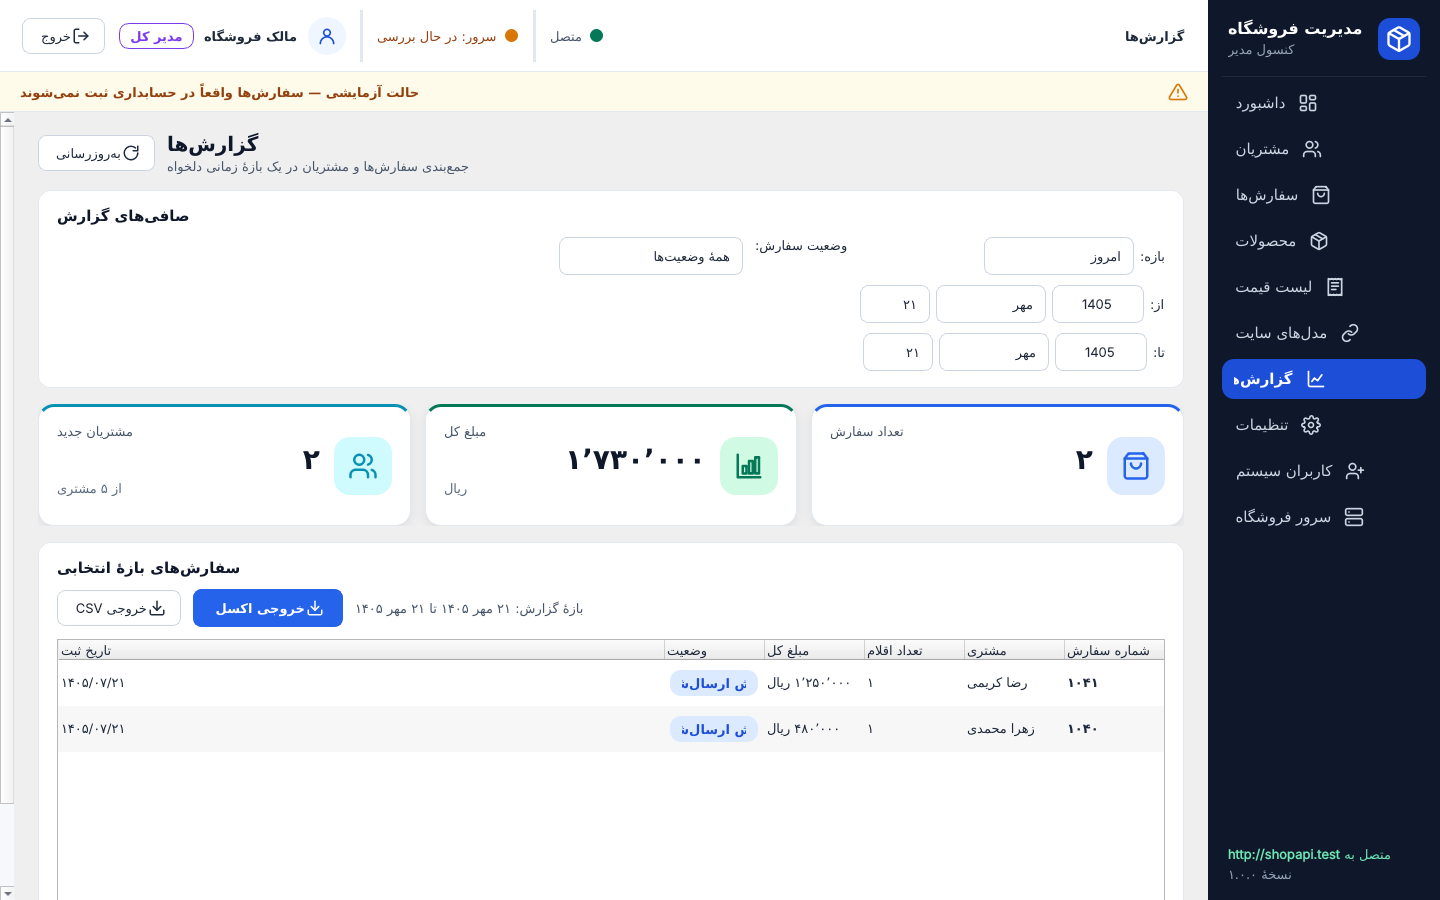 مدیریت فروشگاه
کنسول مدیر
داشبورد
مشتریان
سفارش‌ها
محصولات
لیست قیمت
مدل‌های سایت
گزارش‌ه
تنظیمات
کاربران سیستم
سرور فروشگاه
متصل به http://shopapi.test
نسخهٔ ۱.۰.۰
گزارش‌ها
متصل
سرور: در حال بررسی
مالک فروشگاه
مدیر کل
خروج
حالت آزمایشی — سفارش‌ها واقعاً در حسابداری ثبت نمی‌شوند
گزارش‌ها
جمع‌بندی سفارش‌ها و مشتریان در یک بازهٔ زمانی دلخواه
به‌روزرسانی
صافی‌های گزارش
بازه: امروز وضعیت سفارش: همهٔ وضعیت‌ها
از: 1405 مهر ۲۱
تا: 1405 مهر ۲۱
تعداد سفارش
۲
مبلغ کل
۱٬۷۳۰٬۰۰۰
ریال
مشتریان جدید
۲
از ۵ مشتری
سفارش‌های بازهٔ انتخابی
بازهٔ گزارش: ۲۱ مهر ۱۴۰۵ تا ۲۱ مهر ۱۴۰۵
خروجی اکسل
خروجی CSV
شماره سفارش مشتری تعداد اقلام مبلغ کل وضعیت تاریخ ثبت
۱۰۴۱ رضا کریمی ۱ ۱٬۲۵۰٬۰۰۰ ریال ۱۴۰۵/۰۷/۲۱
۱۰۴۰ زهرا محمدی ۱ ۴۸۰٬۰۰۰ ریال ۱۴۰۵/۰۷/۲۱